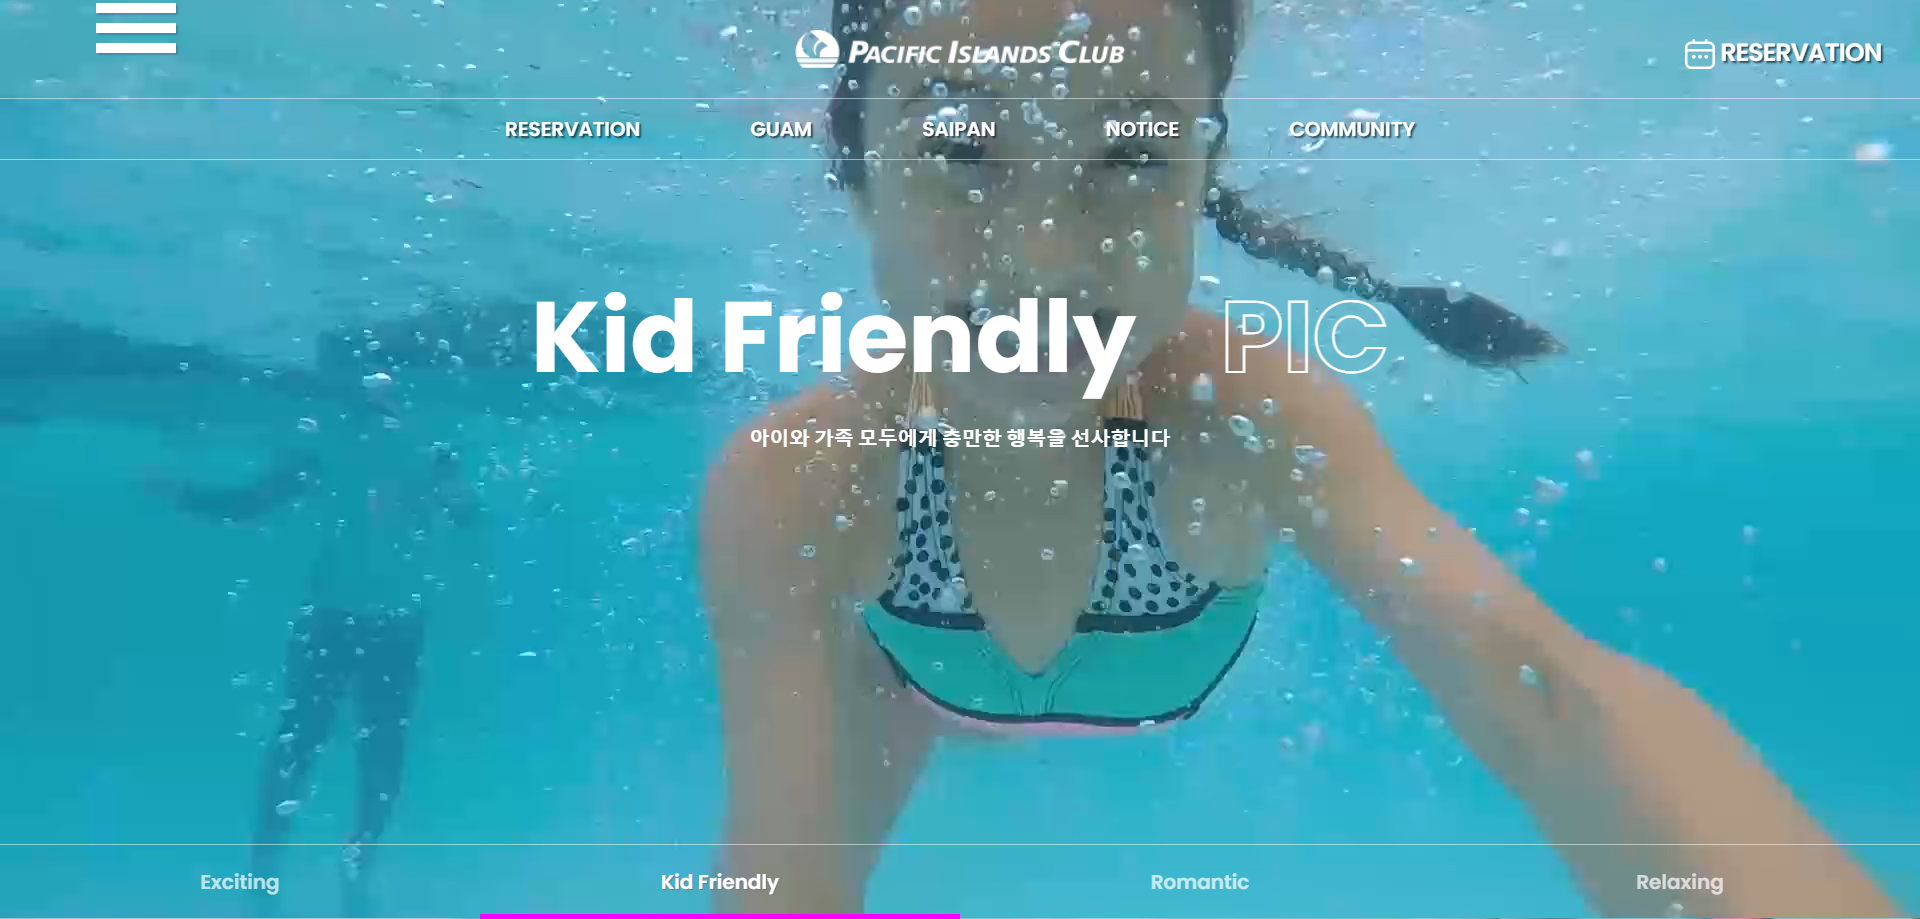 PACIFIC ISLANDS CLUB
RESERVATION
RESERVATION GUAM SAIPAN NOTICE COMMUNITY
Kid Friendly PIC
아이와 가족 모두에게 충만한 행복을 선사합니다
Exciting Kid Friendly Romantic Relaxing